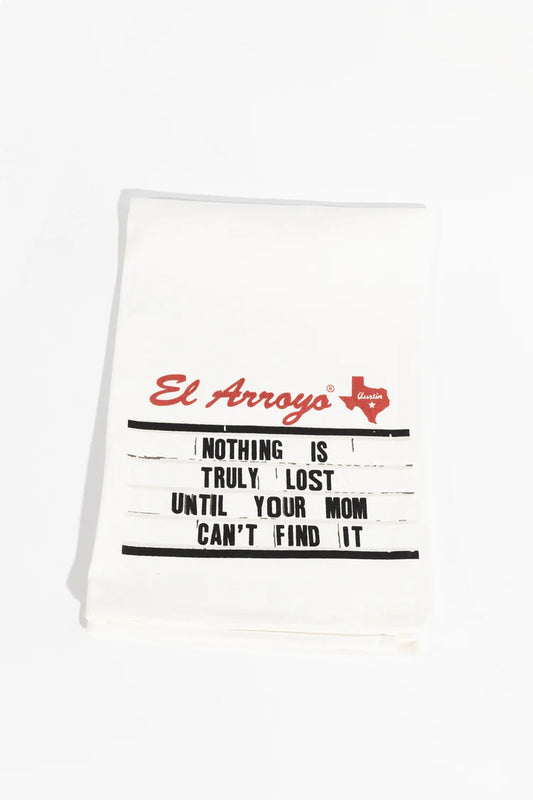 El Arroyo®
Austin
NOTHING IS
TRULY LOST
UNTIL YOUR MOM
CAN'T FIND IT